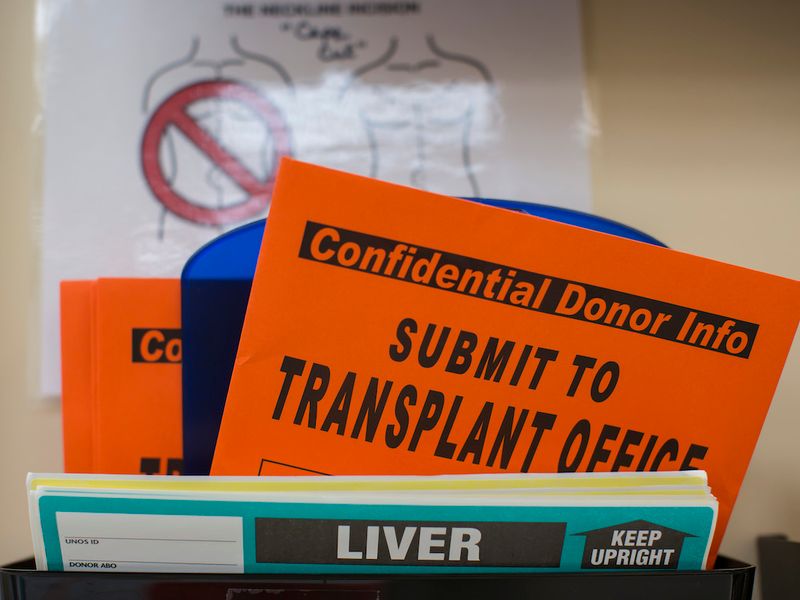 THE NECKLINE INCISION
"Cape
Cut"
Confidential Donor Info
SUBMIT TO
TRANSPLANT OFFICE
Co
LIVER
UNOS ID
DONOR ABO
KEEP
UPRIGHT